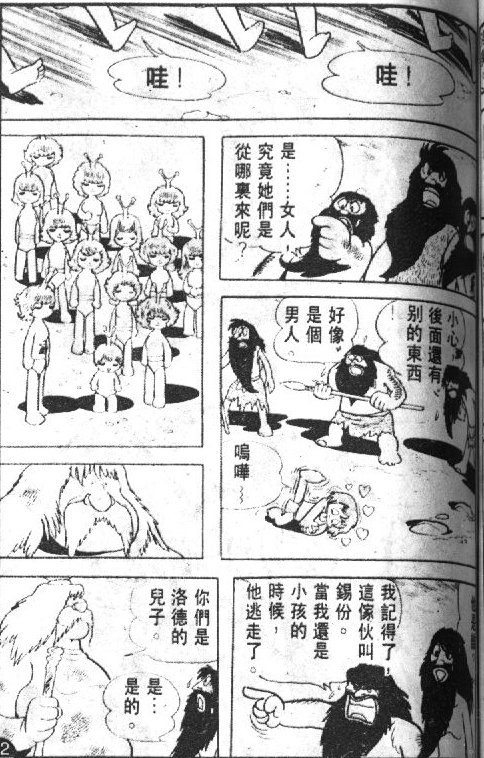 哇！
哇！
是……女人，
究竟她們是
從哪裏來呢？
小心，
後面還有
別的東西
好像
是個
男人。
嗚嘩～
我記得了，
這傢伙叫
錫份。
當我還是
小孩的
時候，
他逃走了。
你們是
洛德的
兒子。
是…
是的。
2